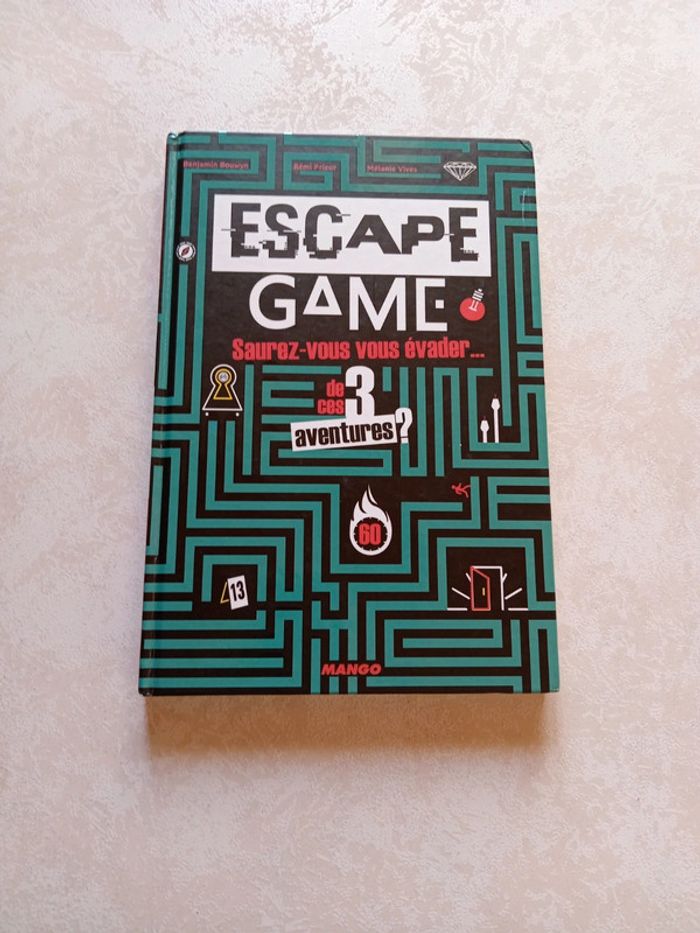 Benjamin Bouwyn Rémi Prieur Mélanie Vives
ESCAPE
GAME
Saurez-vous vous évader...
de
ces 3
aventures?
60
13
MANGO